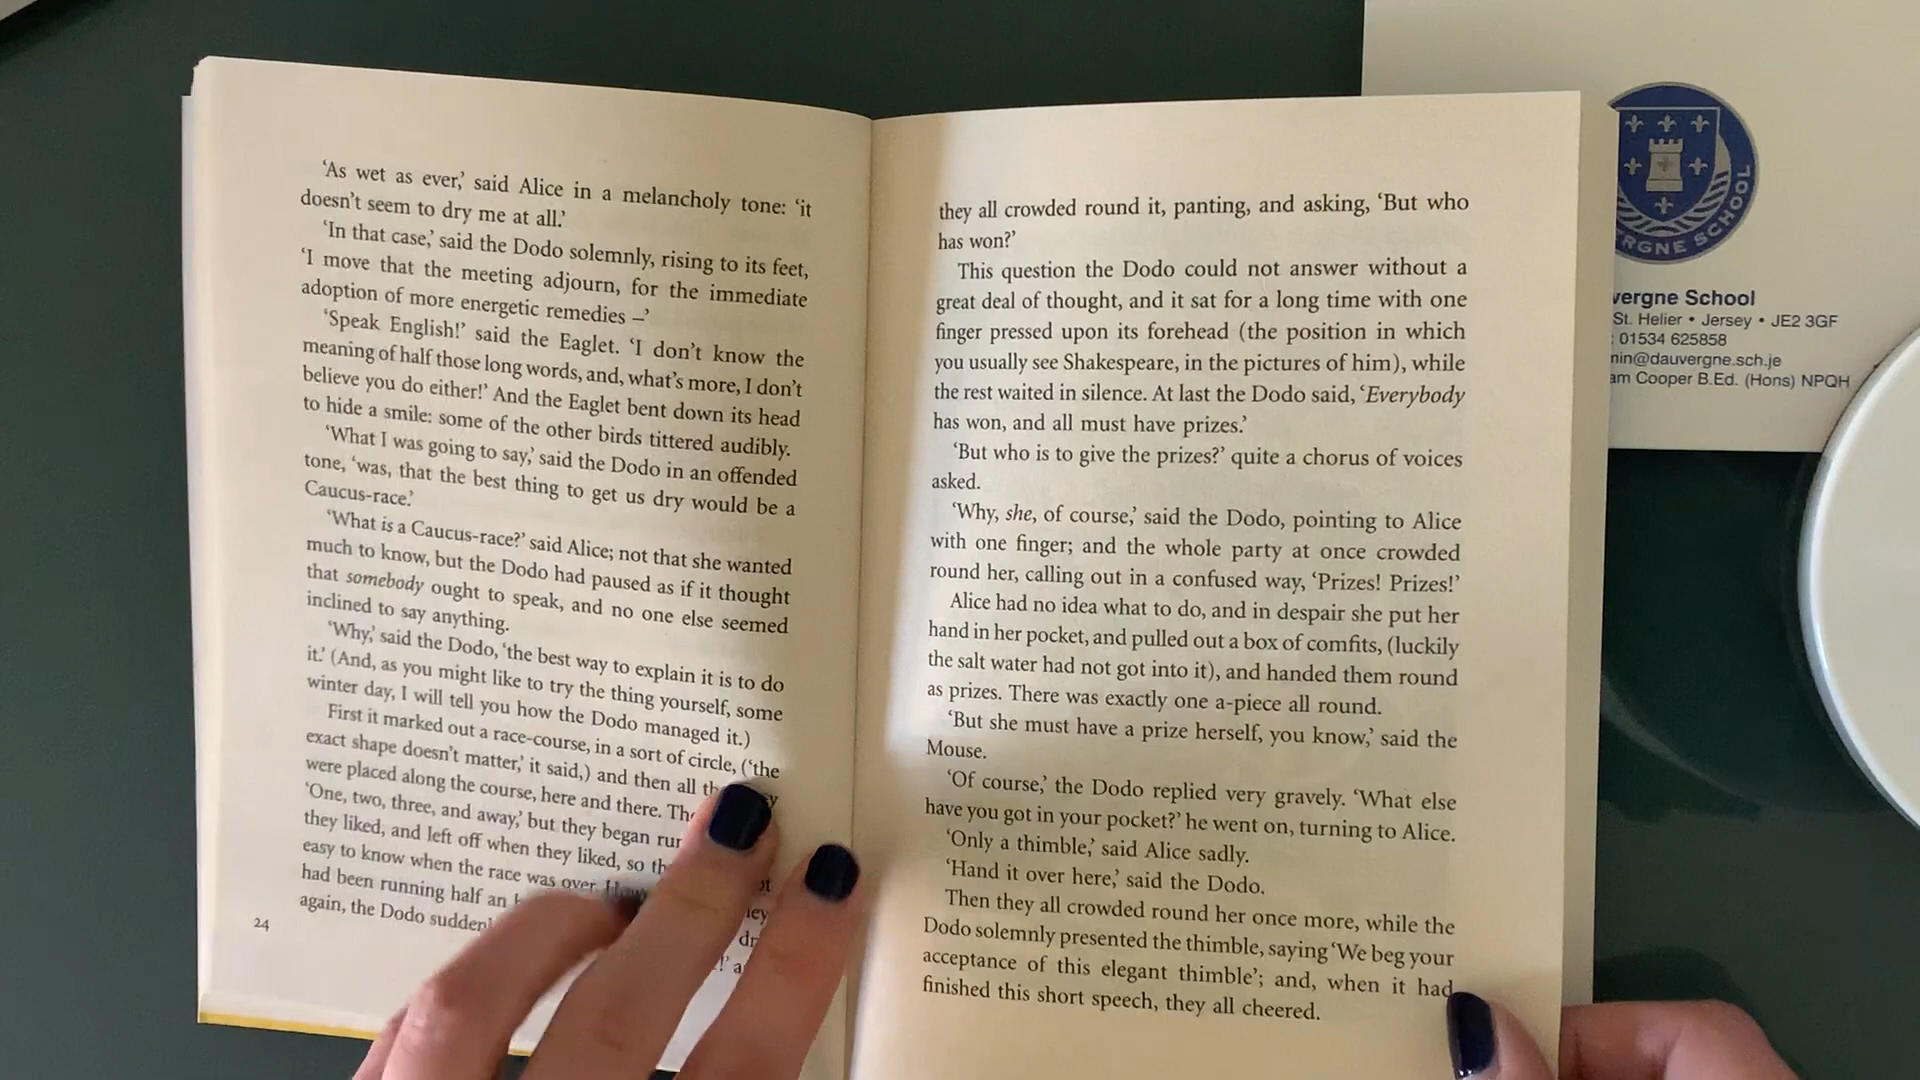 ‘As wet as ever,’ said Alice in a melancholy tone: ‘it
doesn’t seem to dry me at all.’
‘In that case,’ said the Dodo solemnly, rising to its feet,
‘I move that the meeting adjourn, for the immediate
adoption of more energetic remedies –’
‘Speak English!’ said the Eaglet. ‘I don’t know the
meaning of half those long words, and, what’s more, I don’t
believe you do either!’ And the Eaglet bent down its head
to hide a smile: some of the other birds tittered audibly.
‘What I was going to say,’ said the Dodo in an offended
tone, ‘was, that the best thing to get us dry would be a
Caucus-race.’
‘What is a Caucus-race?’ said Alice; not that she wanted
much to know, but the Dodo had paused as if it thought
that somebody ought to speak, and no one else seemed
inclined to say anything.
‘Why,’ said the Dodo, ‘the best way to explain it is to do
it.’ (And, as you might like to try the thing yourself, some
winter day, I will tell you how the Dodo managed it.)
First it marked out a race-course, in a sort of circle, (‘the
exact shape doesn’t matter,’ it said,) and then all
were placed along the course, here and there.
‘One, two, three, and away,’ but they began
they liked, and left off when they liked, so
easy to know when the race was over.
had been running half an
again, the Dodo
24
they all crowded round it, panting, and asking, ‘But who
has won?’
This question the Dodo could not answer without a
great deal of thought, and it sat for a long time with one
finger pressed upon its forehead (the position in which
you usually see Shakespeare, in the pictures of him), while
the rest waited in silence. At last the Dodo said, ‘Everybody
has won, and all must have prizes.’
‘But who is to give the prizes?’ quite a chorus of voices
asked.
‘Why, she, of course,’ said the Dodo, pointing to Alice
with one finger; and the whole party at once crowded
round her, calling out in a confused way, ‘Prizes! Prizes!’
Alice had no idea what to do, and in despair she put her
hand in her pocket, and pulled out a box of comfits, (luckily
the salt water had not got into it), and handed them round
as prizes. There was exactly one a-piece all round.
‘But she must have a prize herself, you know,’ said the
Mouse.
‘Of course,’ the Dodo replied very gravely. ‘What else
have you got in your pocket?’ he went on, turning to Alice.
‘Only a thimble,’ said Alice sadly.
‘Hand it over here,’ said the Dodo.
Then they all crowded round her once more, while the
Dodo solemnly presented the thimble, saying ‘We beg your
acceptance of this elegant thimble’; and, when it had
finished this short speech, they all cheered.
SCHOOL
School
St. Helier • Jersey • JE2 3GF
01534 625858
@dauvergne.sch.je
Cooper B.Ed. (Hons) NPQH